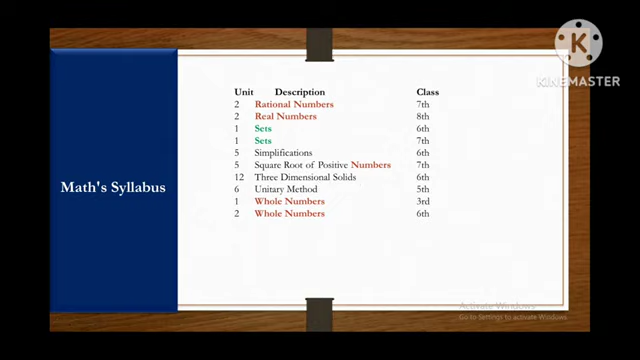 K
KINEMASTER
Unit Description Class
2 Rational Numbers 7th
2 Real Numbers 8th
1 Sets 6th
1 Sets 7th
5 Simplifications 6th
5 Square Root of Positive Numbers 7th
12 Three Dimensional Solids 6th
6 Unitary Method 5th
1 Whole Numbers 3rd
2 Whole Numbers 6th
Math's Syllabus
Activate Windows
Go to Settings to activate Windows.